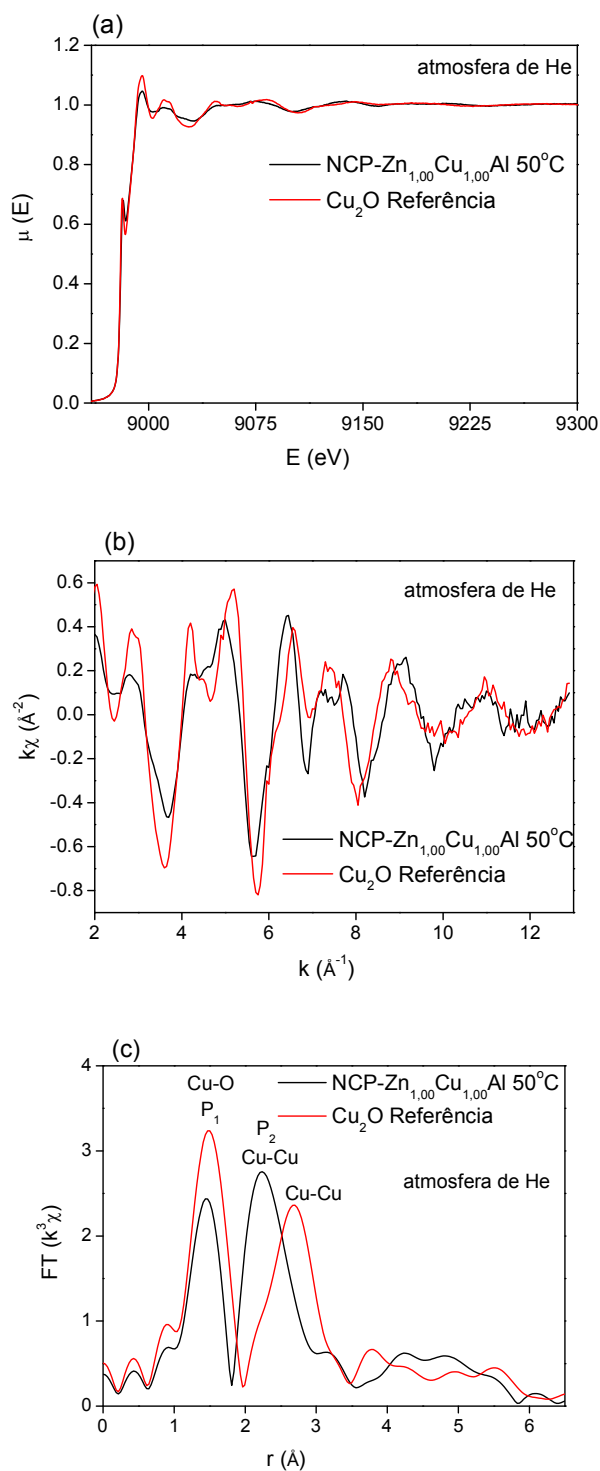 (a)
atmosfera de He
NCP-Zn1,00Cu1,00Al 50°C
Cu2O Referência
1.2
1.0
0.8
0.6
0.4
0.2
0.0
μ (E)
9000 9075 9150 9225 9300
E (eV)
(b)
atmosfera de He
0.6
0.4
0.2
0.0
-0.2
-0.4
-0.6
-0.8
kχ (Å-2)
NCP-Zn1,00Cu1,00Al 50°C
Cu2O Referência
2 4 6 8 10 12
k (Å-1)
(c)
Cu-O
P1
P2
Cu-Cu
Cu-Cu
NCP-Zn1,00Cu1,00Al 50°C
Cu2O Referência
atmosfera de He
4
3
2
1
0
FT (k3χ)
0 1 2 3 4 5 6
r (Å)